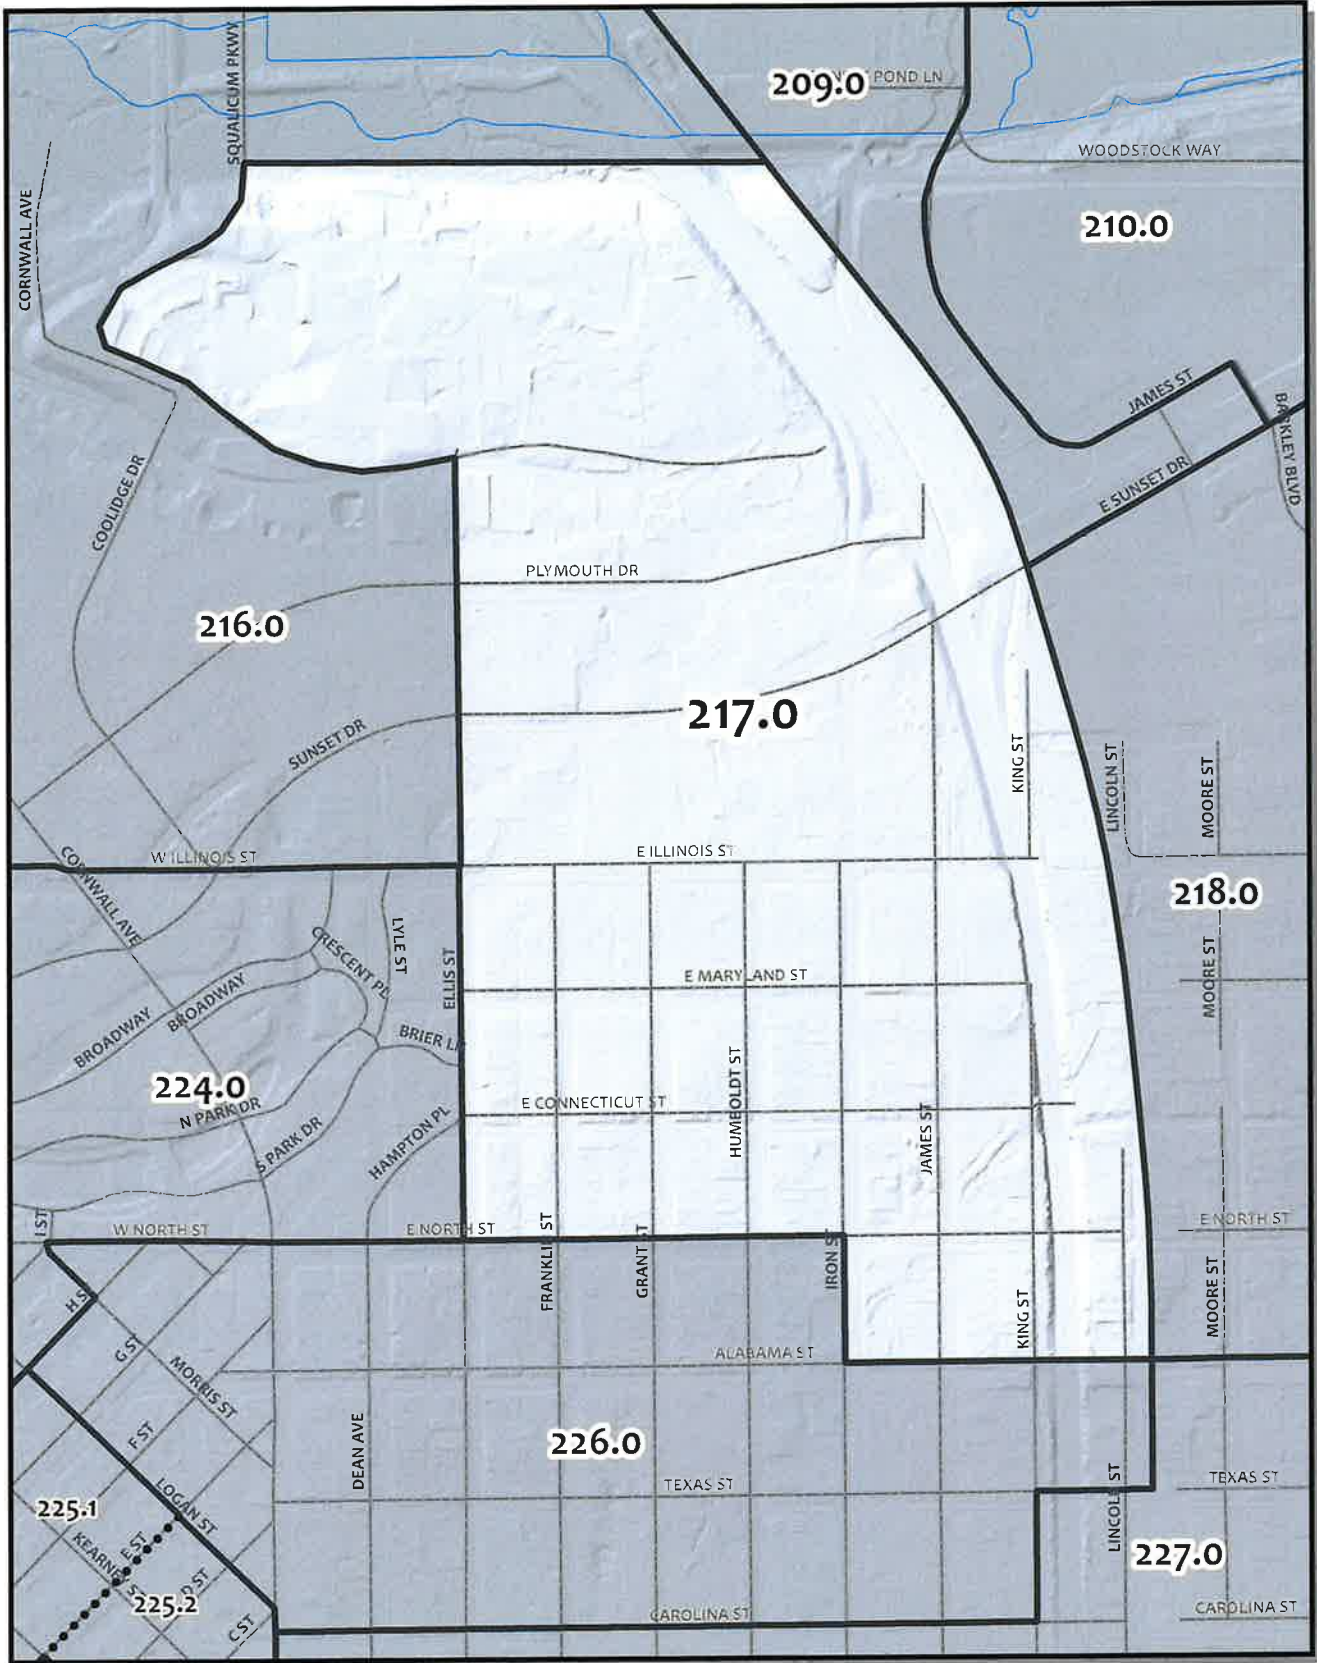 SQUALICUM PKWY
209.0
POND LN
WOODSTOCK WAY
CORNWALL AVE
210.0
JAMES ST
BARKLEY BLVD
E SUNSET DR
COOLIDGE DR
PLYMOUTH DR
216.0
217.0
SUNSET DR
KING ST
LINCOLN ST
MOORE ST
W ILLINOIS ST
E ILLINOIS ST
CORNWALL AVE
218.0
LYLE ST
CRESCENT PL
ELLIS ST
E MARYLAND ST
MOORE ST
BROADWAY
BROADWAY
BRIER LN
224.0
N PARK DR
E CONNECTICUT ST
HUMBOLDT ST
JAMES ST
S PARK DR
HAMPTON PL
I ST
W NORTH ST
E NORTH ST
FRANKLIN ST
GRANT ST
IRON ST
E NORTH ST
H ST
KING ST
MOORE ST
G ST
MORRIS ST
ALABAMA ST
F ST
DEAN AVE
226.0
TEXAS ST
LINCOLN ST
TEXAS ST
225.1
LOGAN ST
E ST
KEARNEY ST
D ST
225.2
227.0
C ST
CAROLINA ST
CAROLINA ST